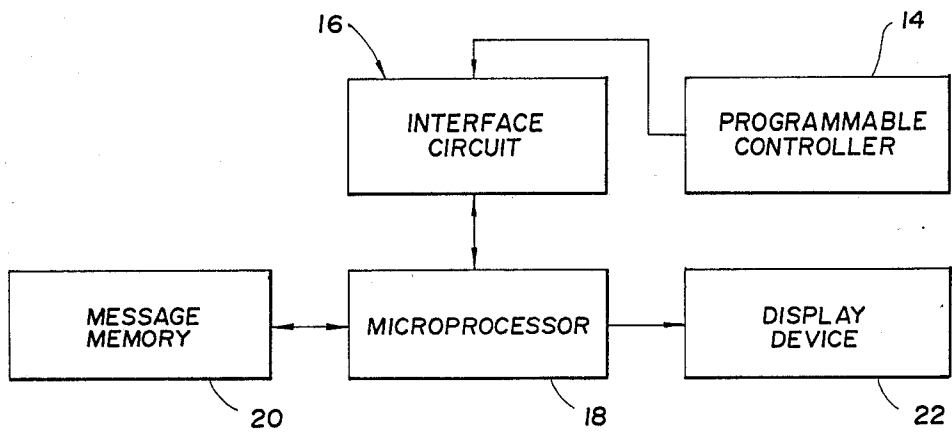 16
14
INTERFACE
CIRCUIT
PROGRAMMABLE
CONTROLLER
MESSAGE
MEMORY
MICROPROCESSOR
DISPLAY
DEVICE
20
18
22